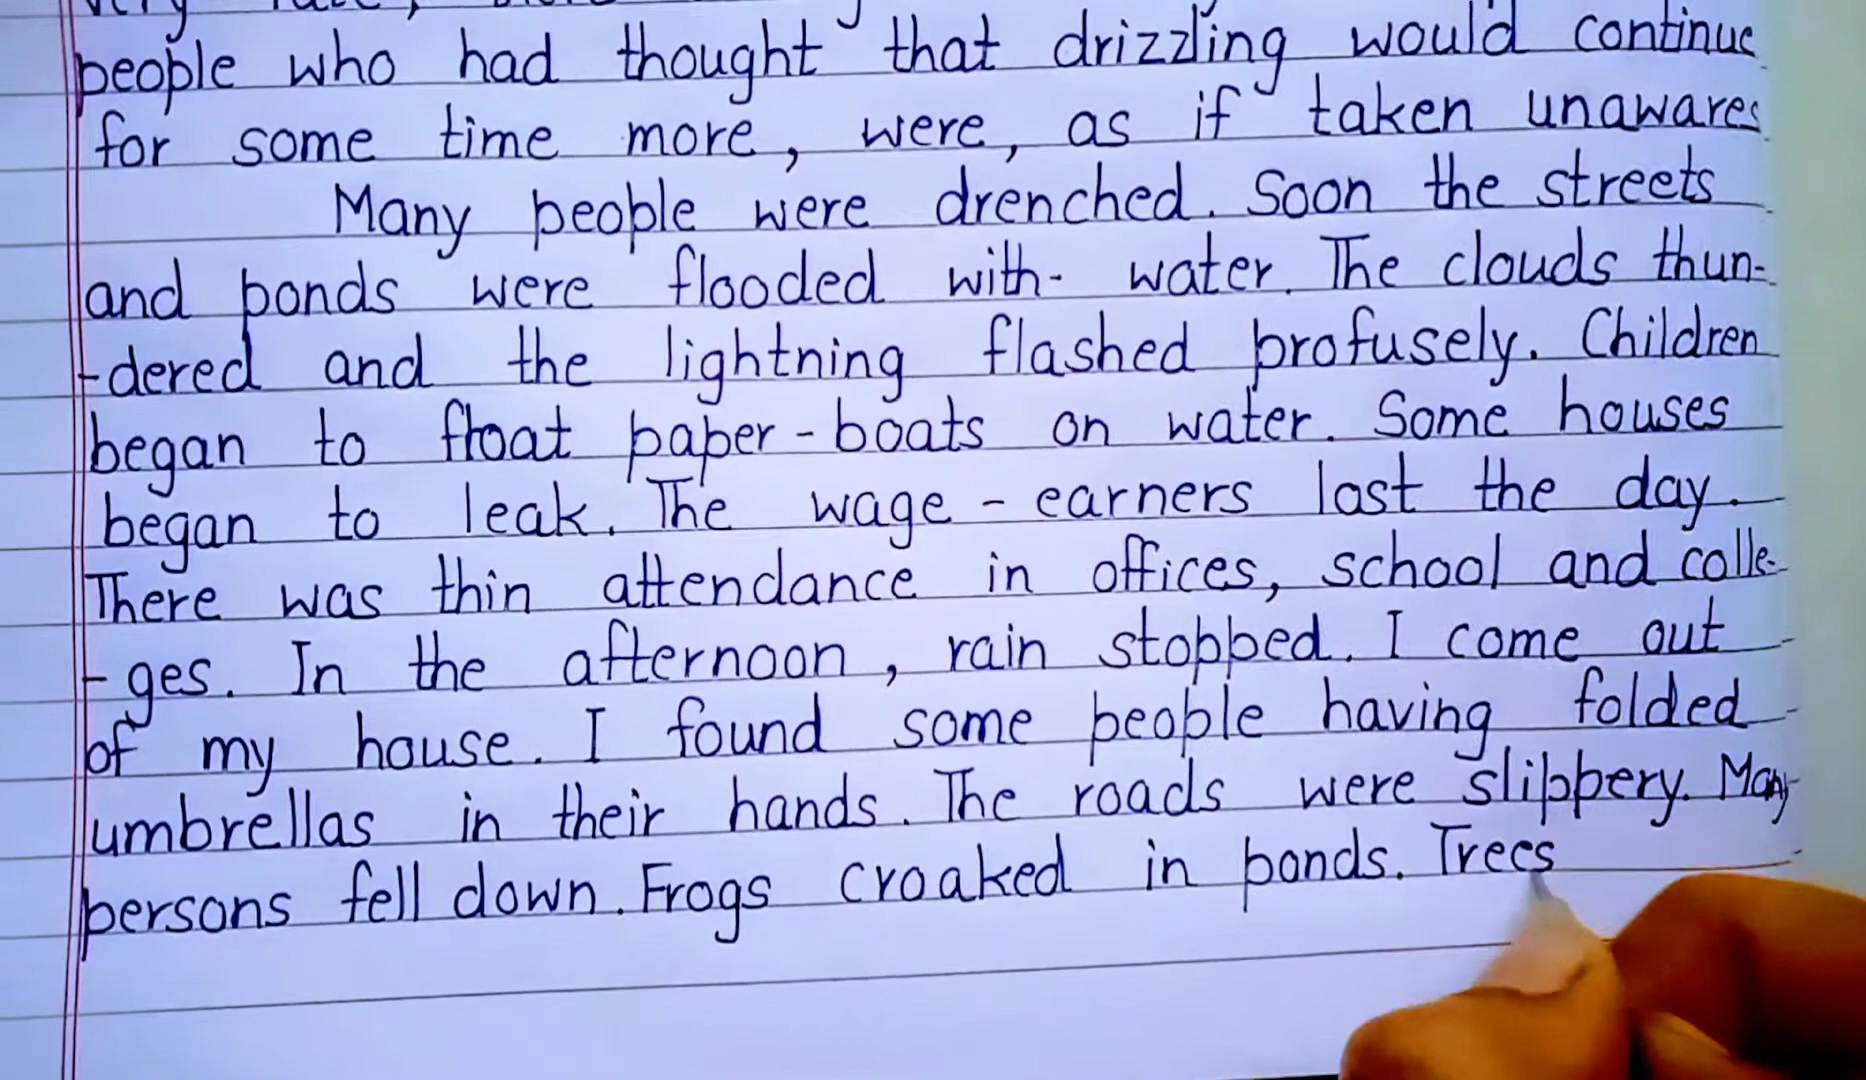 very
people who had thought that drizzling would continue
for some time more, were, as if taken unawares
Many people were drenched. Soon the streets
and ponds were flooded with- water. The clouds thun-
-dered and the lightning flashed profusely. Children
began to float paper-boats on water. Some houses
began to leak. The wage-earners lost the day.
There was thin attendance in offices, school and colle-
-ges. In the afternoon, rain stopped. I come out
of my house. I found some people having folded
umbrellas in their hands. The roads were slippery. Many
persons fell down. Frogs croaked in ponds. Trees